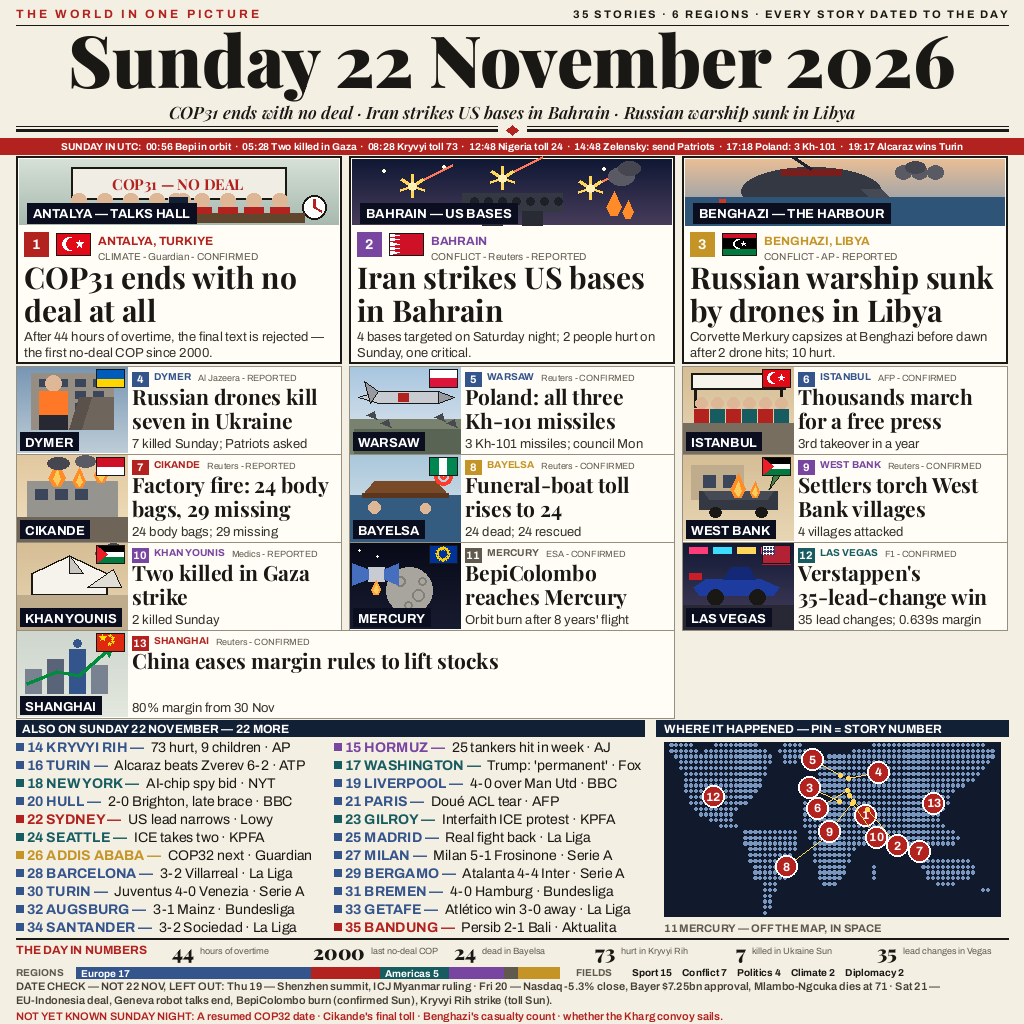 THE WORLD IN ONE PICTURE
35 STORIES · 6 REGIONS · EVERY STORY DATED TO THE DAY
Sunday 22 November 2026
COP31 ends with no deal · Iran strikes US bases in Bahrain · Russian warship sunk in Libya
SUNDAY IN UTC: 00:56 Bepi in orbit · 05:28 Two killed in Gaza · 08:28 Kryvyi toll 73 · 12:48 Nigeria toll 24 · 14:48 Zelensky: send Patriots · 17:18 Poland: 3 Kh-101 · 19:17 Alcaraz wins Turin
COP31 — NO DEAL
ANTALYA — TALKS HALL
1 ANTALYA, TURKIYE
CLIMATE - Guardian - CONFIRMED
COP31 ends with no
deal at all
After 44 hours of overtime, the final text is rejected —
the first no-deal COP since 2000.
BAHRAIN — US BASES
2 BAHRAIN
CONFLICT - Reuters - REPORTED
Iran strikes US bases
in Bahrain
4 bases targeted on Saturday night; 2 people hurt on
Sunday, one critical.
BENGHAZI — THE HARBOUR
3 BENGHAZI, LIBYA
CONFLICT - AP - REPORTED
Russian warship sunk
by drones in Libya
Corvette Merkury capsizes at Benghazi before dawn
after 2 drone hits; 10 hurt.
DYMER
4 DYMER Al Jazeera - REPORTED
Russian drones kill
seven in Ukraine
7 killed Sunday; Patriots asked
WARSAW
5 WARSAW Reuters - CONFIRMED
Poland: all three
Kh-101 missiles
3 Kh-101 missiles; council Mon
ISTANBUL
6 ISTANBUL AFP - CONFIRMED
Thousands march
for a free press
3rd takeover in a year
CIKANDE
7 CIKANDE Reuters - REPORTED
Factory fire: 24 body
bags, 29 missing
24 body bags; 29 missing
BAYELSA
8 BAYELSA Reuters - CONFIRMED
Funeral-boat toll
rises to 24
24 dead; 24 rescued
WEST BANK
9 WEST BANK Reuters - CONFIRMED
Settlers torch West
Bank villages
4 villages attacked
KHAN YOUNIS
10 KHAN YOUNIS Medics - REPORTED
Two killed in Gaza
strike
2 killed Sunday
MERCURY
11 MERCURY ESA - CONFIRMED
BepiColombo
reaches Mercury
Orbit burn after 8 years' flight
LAS VEGAS
12 LAS VEGAS F1 - CONFIRMED
Verstappen's
35-lead-change win
35 lead changes; 0.639s margin
SHANGHAI
13 SHANGHAI Reuters - CONFIRMED
China eases margin rules to lift stocks
80% margin from 30 Nov
ALSO ON SUNDAY 22 NOVEMBER — 22 MORE
14 KRYVYI RIH — 73 hurt, 9 children · AP
15 HORMUZ — 25 tankers hit in week · AJ
16 TURIN — Alcaraz beats Zverev 6-2 · ATP
17 WASHINGTON — Trump: 'permanent' · Fox
18 NEW YORK — AI-chip spy bid · NYT
19 LIVERPOOL — 4-0 over Man Utd · BBC
20 HULL — 2-0 Brighton, late brace · BBC
21 PARIS — Doué ACL tear · AFP
22 SYDNEY — US lead narrows · Lowy
23 GILROY — Interfaith ICE protest · KPFA
24 SEATTLE — ICE takes two · KPFA
25 MADRID — Real fight back · La Liga
26 ADDIS ABABA — COP32 next · Guardian
27 MILAN — Milan 5-1 Frosinone · Serie A
28 BARCELONA — 3-2 Villarreal · La Liga
29 BERGAMO — Atalanta 4-4 Inter · Serie A
30 TURIN — Juventus 4-0 Venezia · Serie A
31 BREMEN — 4-0 Hamburg · Bundesliga
32 AUGSBURG — 3-1 Mainz · Bundesliga
33 GETAFE — Atlético win 3-0 away · La Liga
34 SANTANDER — 3-2 Sociedad · La Liga
35 BANDUNG — Persib 2-1 Bali · Aktualita
WHERE IT HAPPENED — PIN = STORY NUMBER
5
4
3
12
13
6
1
9
10
2
7
8
11 MERCURY — OFF THE MAP, IN SPACE
THE DAY IN NUMBERS 44 hours of overtime 2000 last no-deal COP 24 dead in Bayelsa 73 hurt in Kryvyi Rih 7 killed in Ukraine Sun 35 lead changes in Vegas
REGIONS Europe 17 Americas 5 FIELDS Sport 15 Conflict 7 Politics 4 Climate 2 Diplomacy 2
DATE CHECK — NOT 22 NOV, LEFT OUT: Thu 19 — Shenzhen summit, ICJ Myanmar ruling · Fri 20 — Nasdaq -5.3% close, Bayer $7.25bn approval, Mlambo-Ngcuka dies at 71 · Sat 21 —
EU-Indonesia deal, Geneva robot talks end, BepiColombo burn (confirmed Sun), Kryvyi Rih strike (toll Sun).
NOT YET KNOWN SUNDAY NIGHT: A resumed COP32 date · Cikande's final toll · Benghazi's casualty count · whether the Kharg convoy sails.